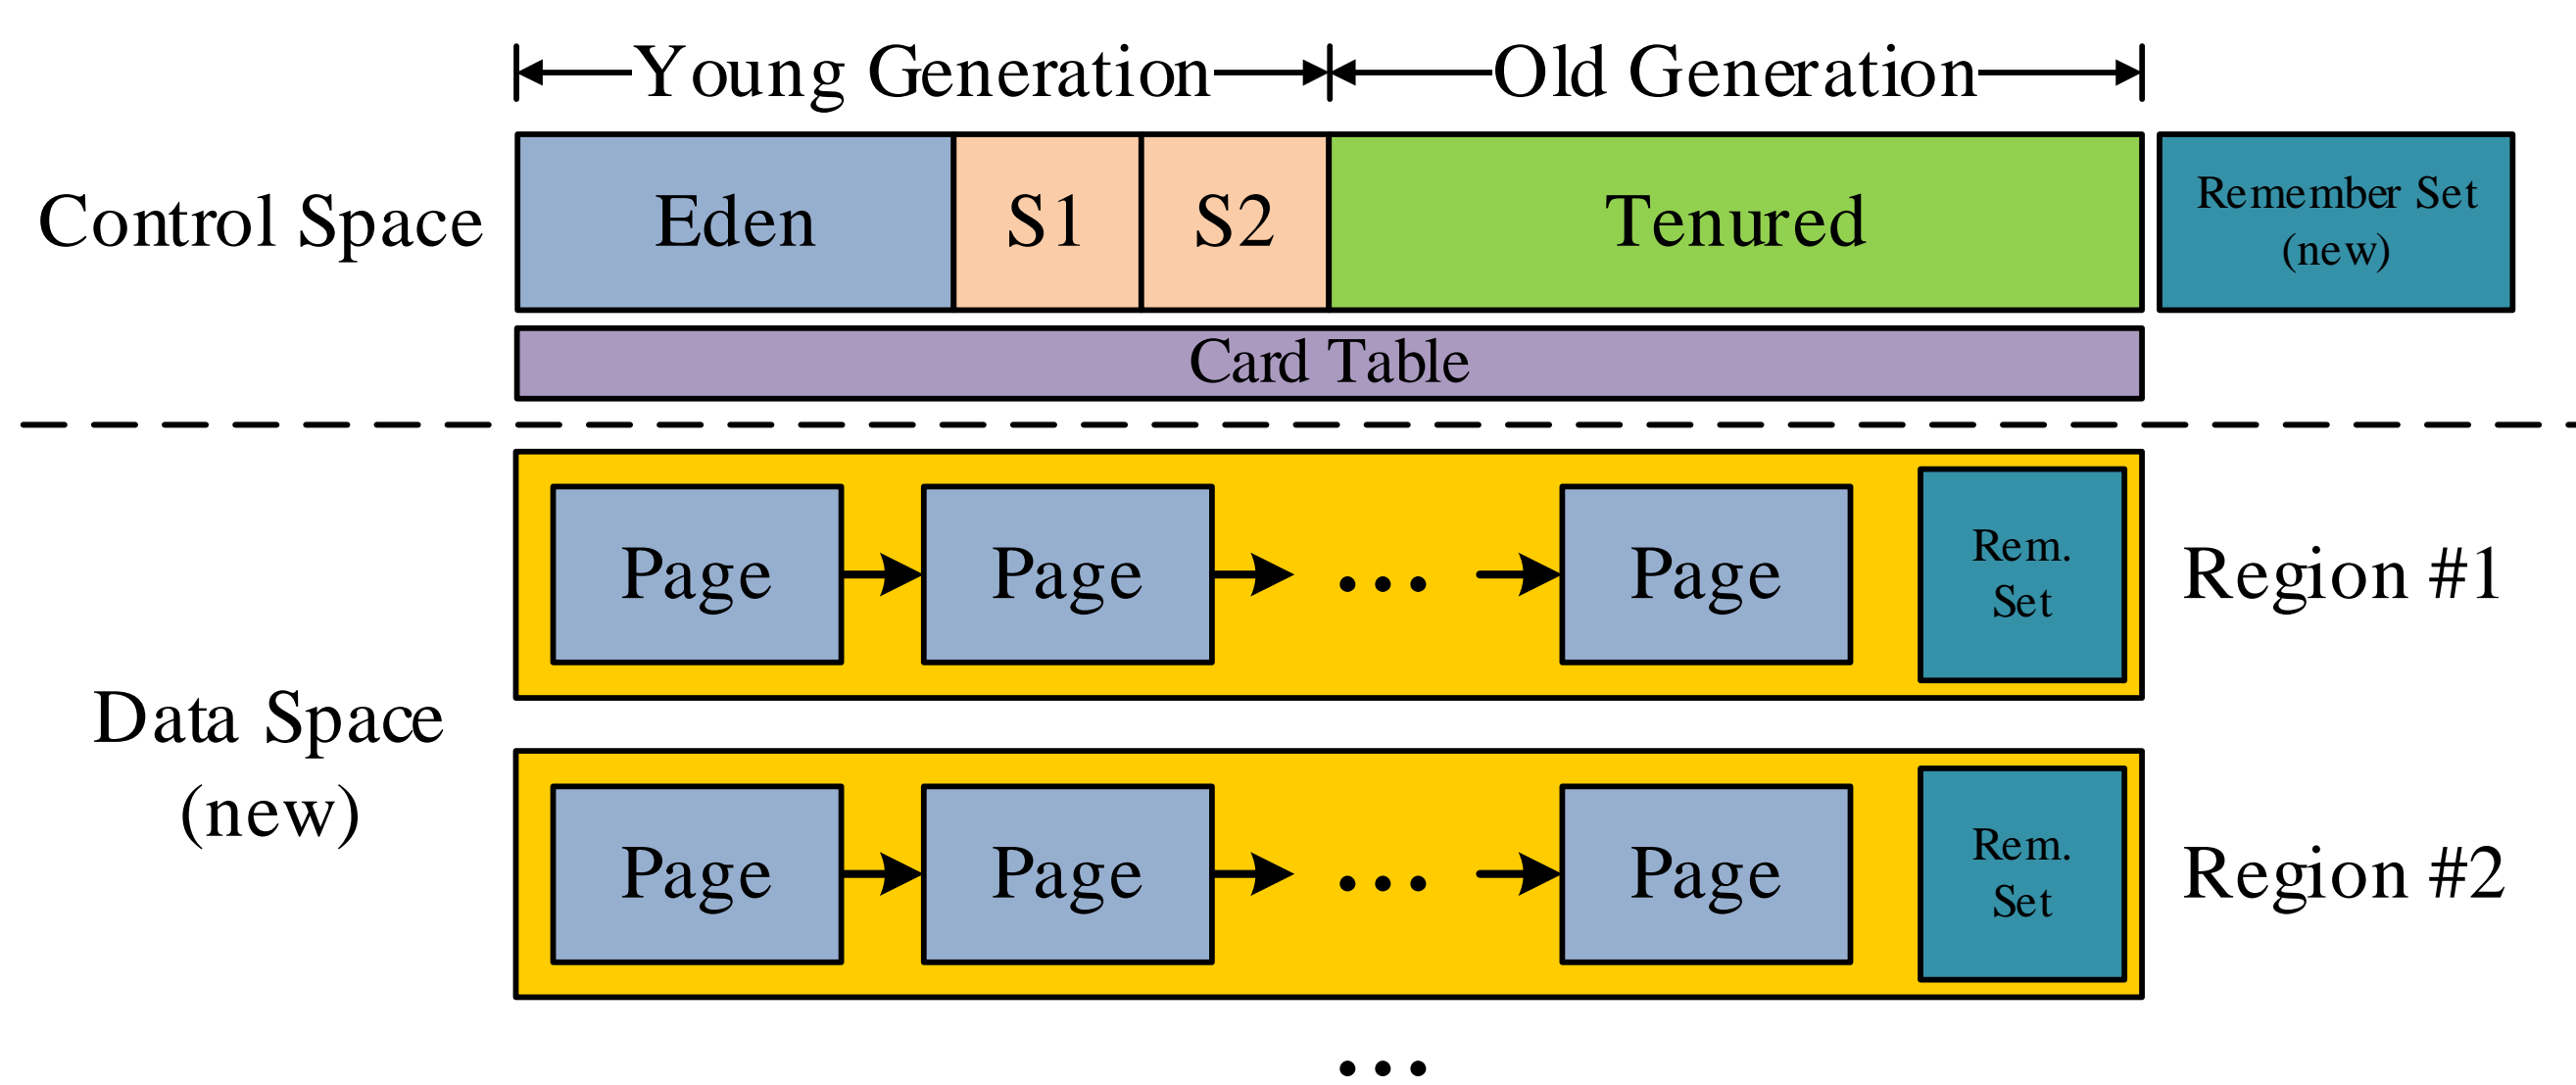 Young Generation
Old Generation
Control Space
Eden
S1
S2
Tenured
Remember Set
(new)
Card Table
Data Space
(new)
Page
Page
...
Page
Rem.
Set
Region #1
Page
Page
...
Page
Rem.
Set
Region #2
...